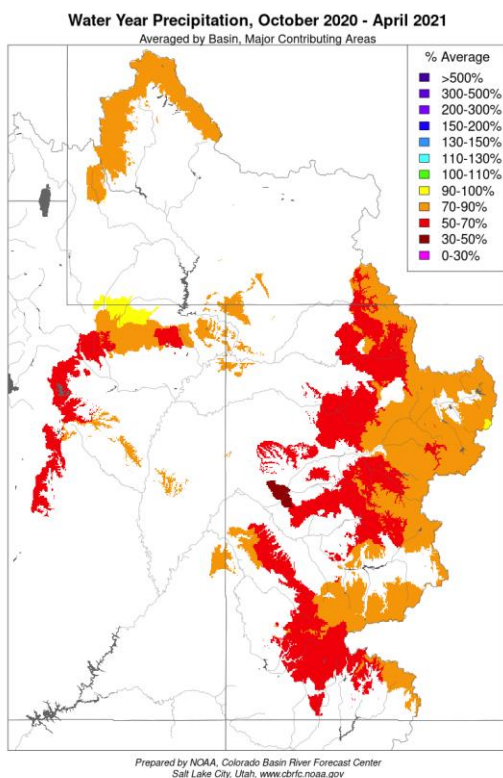 Water Year Precipitation, October 2020 - April 2021
Averaged by Basin, Major Contributing Areas
% Average
>500%
300-500%
200-300%
150-200%
130-150%
110-130%
100-110%
90-100%
70-90%
50-70%
30-50%
0-30%
Prepared by NOAA, Colorado Basin River Forecast Center
Salt Lake City, Utah, www.cbrfc.noaa.gov